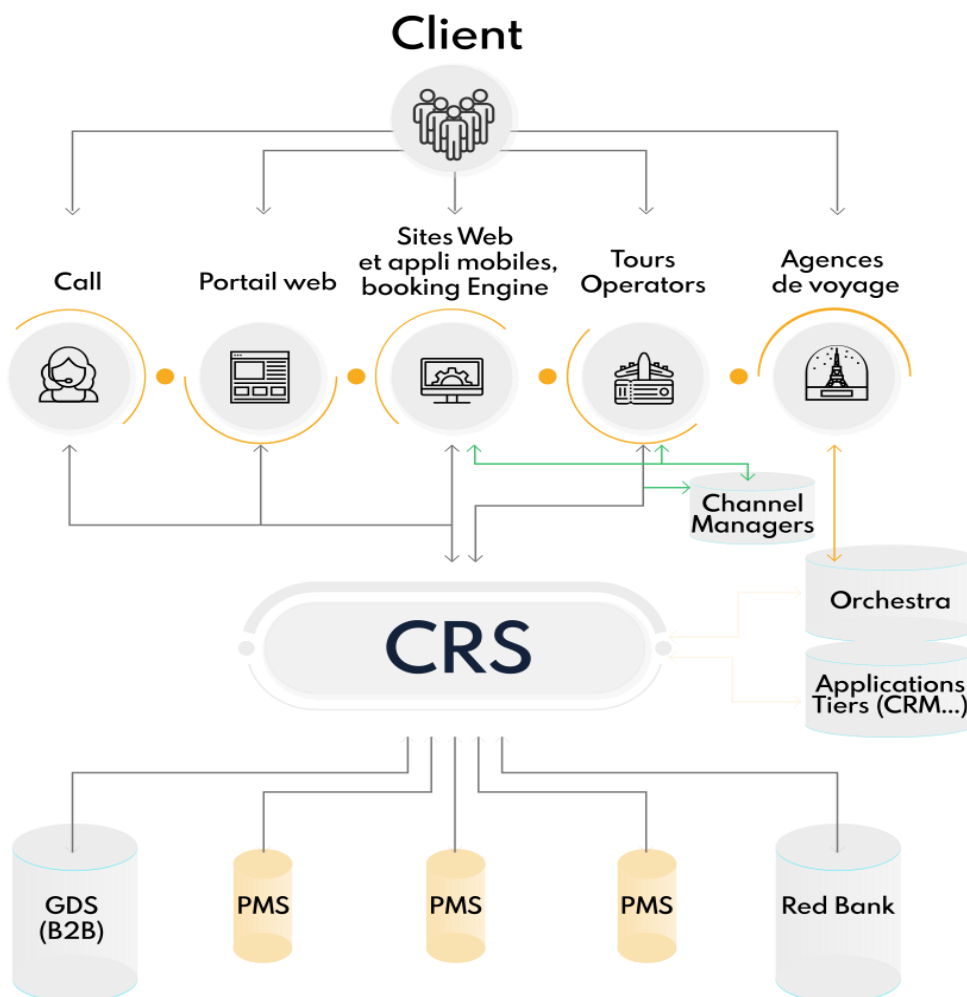 Client
Call
Portail web
Sites Web
et appli mobiles,
booking Engine
Tours
Operators
Agences
de voyage
Channel
Managers
Orchestra
CRS
Applications
Tiers (CRM...)
GDS
(B2B)
PMS
PMS
PMS
Red Bank